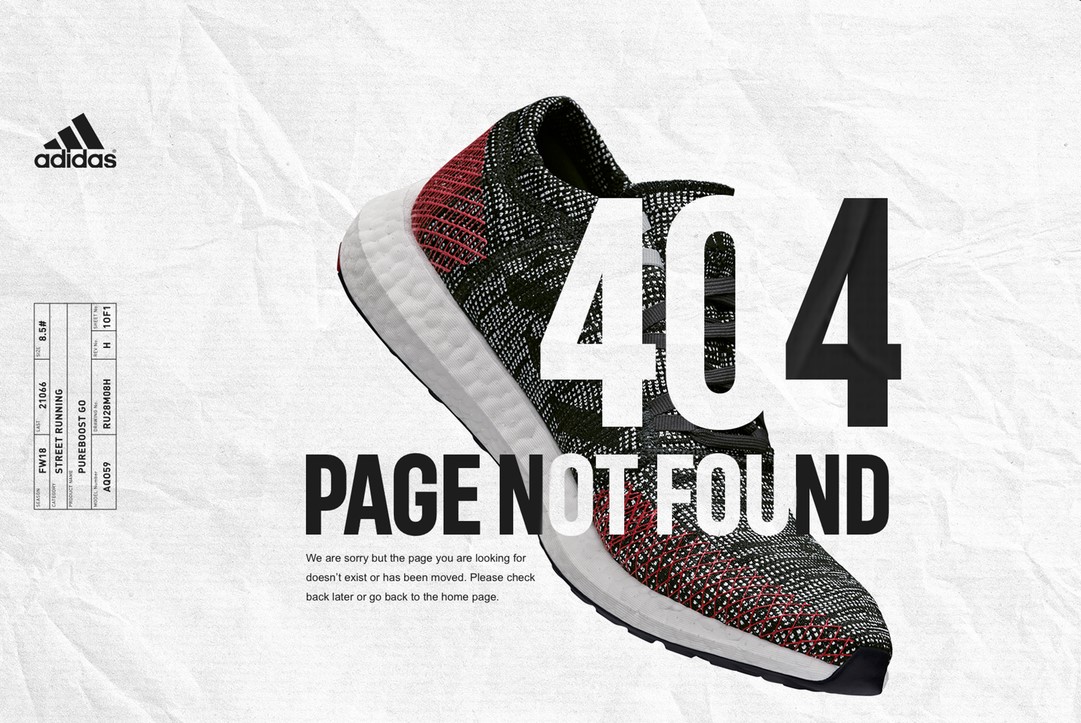 adidas
404
PAGE NOT FOUND
We are sorry but the page you are looking for
doesn't exist or has been moved. Please check
back later or go back to the home page.
SEASON FW18 LAST 21066 SIZE 8.5#
CATEGORY STREET RUNNING
PRODUCT NAME PUREBOOST GO
MODEL Number AQ059 DRAWING No. RU28M08H REV No. H SHEET No. 1OF1